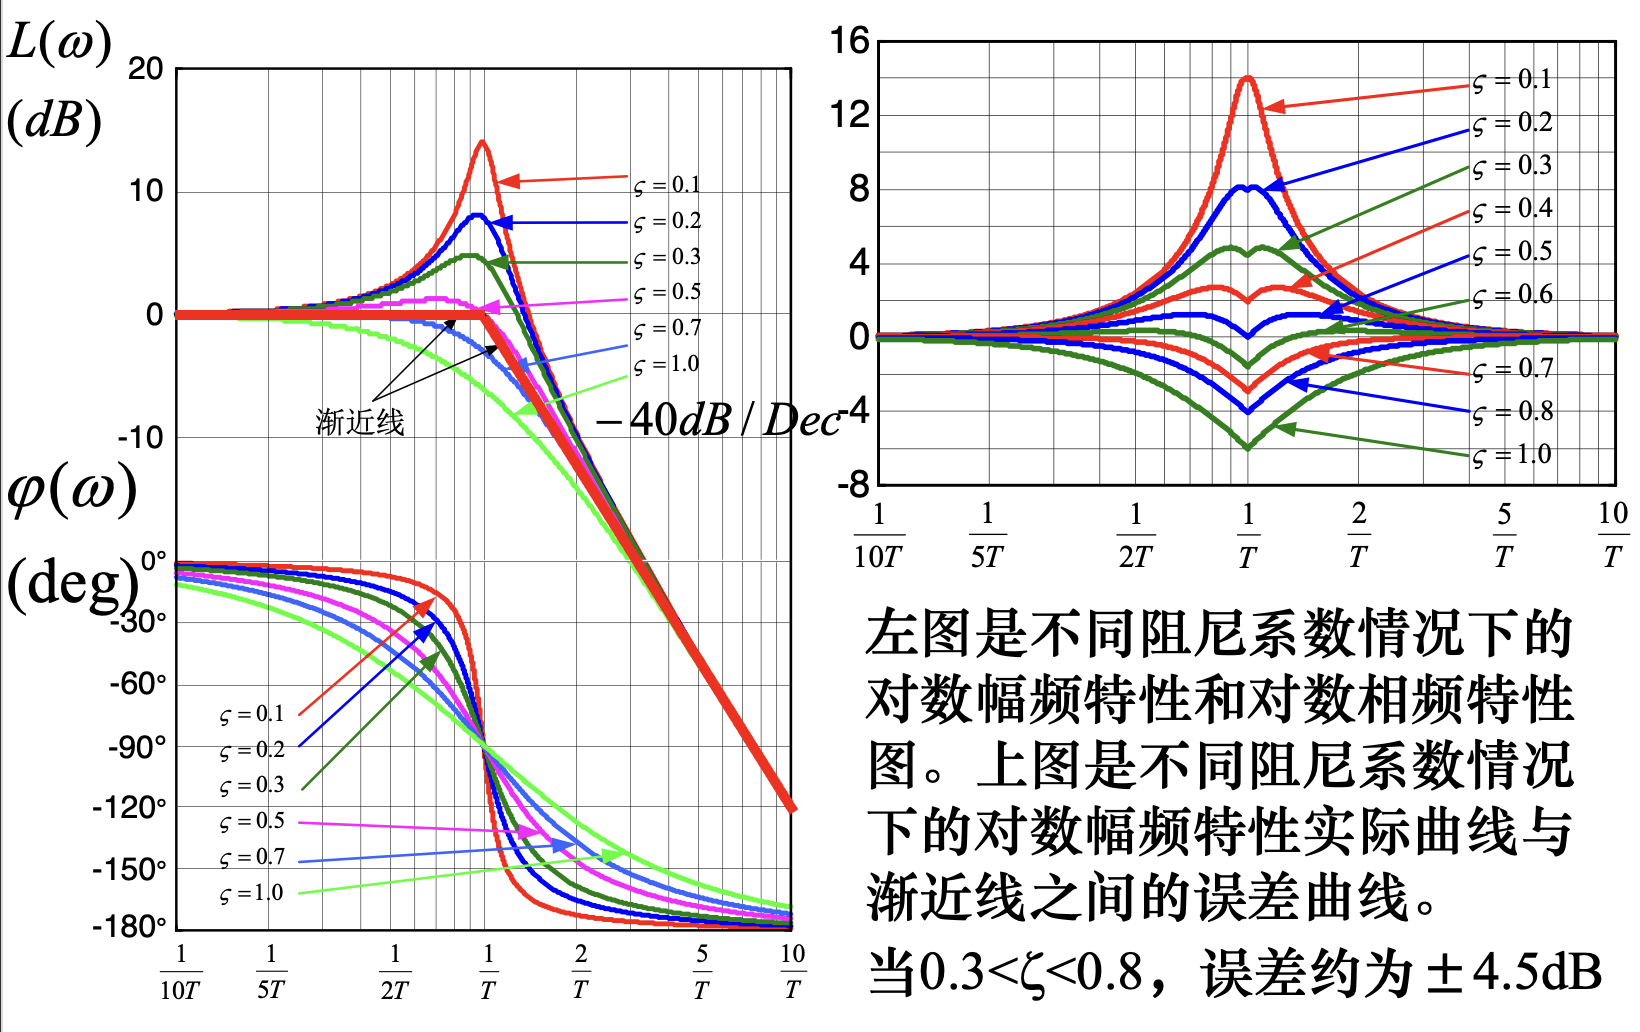 L(ω)
(dB)
20
10
0
-10
ς = 0.1
ς = 0.2
ς = 0.3
ς = 0.5
ς = 0.7
ς = 1.0
渐近线
−40dB / Dec
φ(ω)
(deg)
0°
-30°
-60°
-90°
-120°
-150°
-180°
ς = 0.1
ς = 0.2
ς = 0.3
ς = 0.5
ς = 0.7
ς = 1.0
1/10T 1/5T 1/2T 1/T 2/T 5/T 10/T
16
12
8
4
0
-4
-8
ς = 0.1
ς = 0.2
ς = 0.3
ς = 0.4
ς = 0.5
ς = 0.6
ς = 0.7
ς = 0.8
ς = 1.0
1/10T 1/5T 1/2T 1/T 2/T 5/T 10/T
左图是不同阻尼系数情况下的
对数幅频特性和对数相频特性
图。上图是不同阻尼系数情况
下的对数幅频特性实际曲线与
渐近线之间的误差曲线。
当0.3<ζ<0.8，误差约为±4.5dB